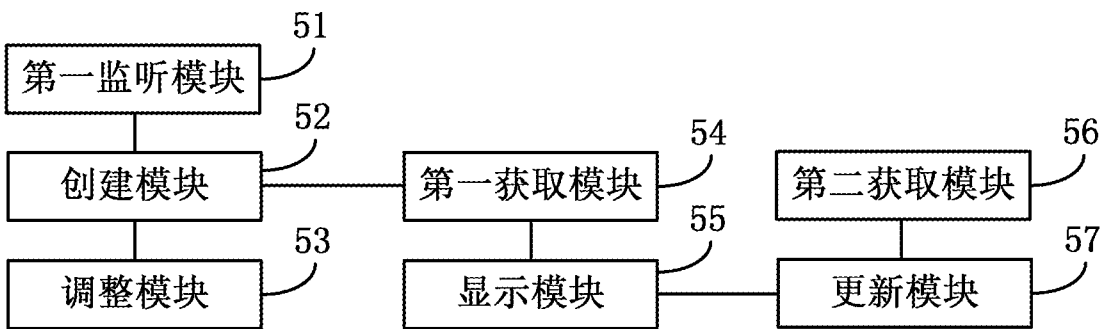 51
第一监听模块
52
创建模块
53
调整模块
54
第一获取模块
55
显示模块
56
第二获取模块
57
更新模块